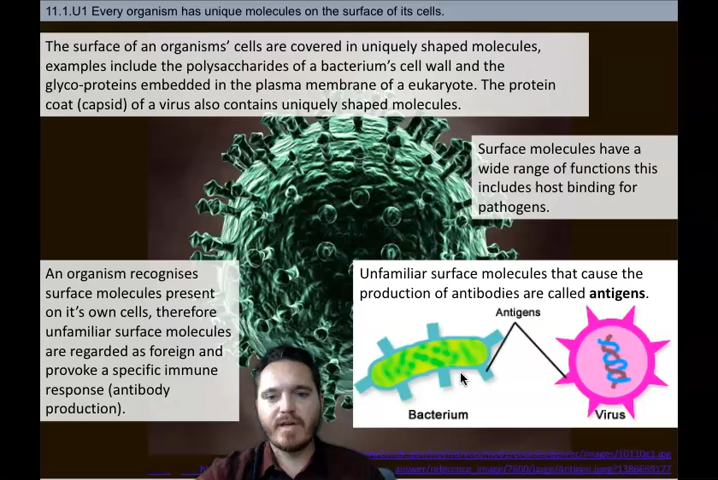 11.1.U1 Every organism has unique molecules on the surface of its cells.
The surface of an organisms' cells are covered in uniquely shaped molecules,
examples include the polysaccharides of a bacterium's cell wall and the
glyco-proteins embedded in the plasma membrane of a eukaryote. The protein
coat (capsid) of a virus also contains uniquely shaped molecules.
Surface molecules have a
wide range of functions this
includes host binding for
pathogens.
An organism recognises
surface molecules present
on it's own cells, therefore
unfamiliar surface molecules
are regarded as foreign and
provoke a specific immune
response (antibody
production).
Unfamiliar surface molecules that cause the
production of antibodies are called antigens.
Antigens
Bacterium
Virus